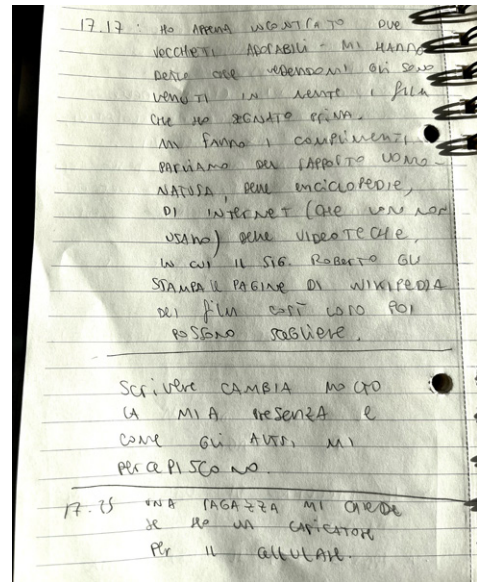 17.17: HO APPENA INCONTRATO DUE
VECCHIETTI ADORABILI - MI HANNO
DETTO CHE VEDENDOMI GLI SONO
VENUTI IN MENTE I FILM
CHE HO SEGNATO PRIMA.
MI FANNO I COMPLIMENTI,
PARLIAMO DEL RAPPORTO UOMO-
NATURA, DELLE ENCICLOPEDIE,
DI INTERNET (CHE LORO NON
USANO) DELLE VIDEOTECHE,
IN CUI IL SIG. ROBERTO GLI
STAMPA LE PAGINE DI WIKIPEDIA
DEI FILM COSÌ LORO POI
POSSONO SCEGLIERE.
SCRIVERE CAMBIA MOLTO
LA MIA PRESENZA E
COME GLI ALTRI MI
PERCEPISCONO.
17.25 UNA RAGAZZA MI CHIEDE
SE HO UN CARICATORE
PER IL CELLULARE.